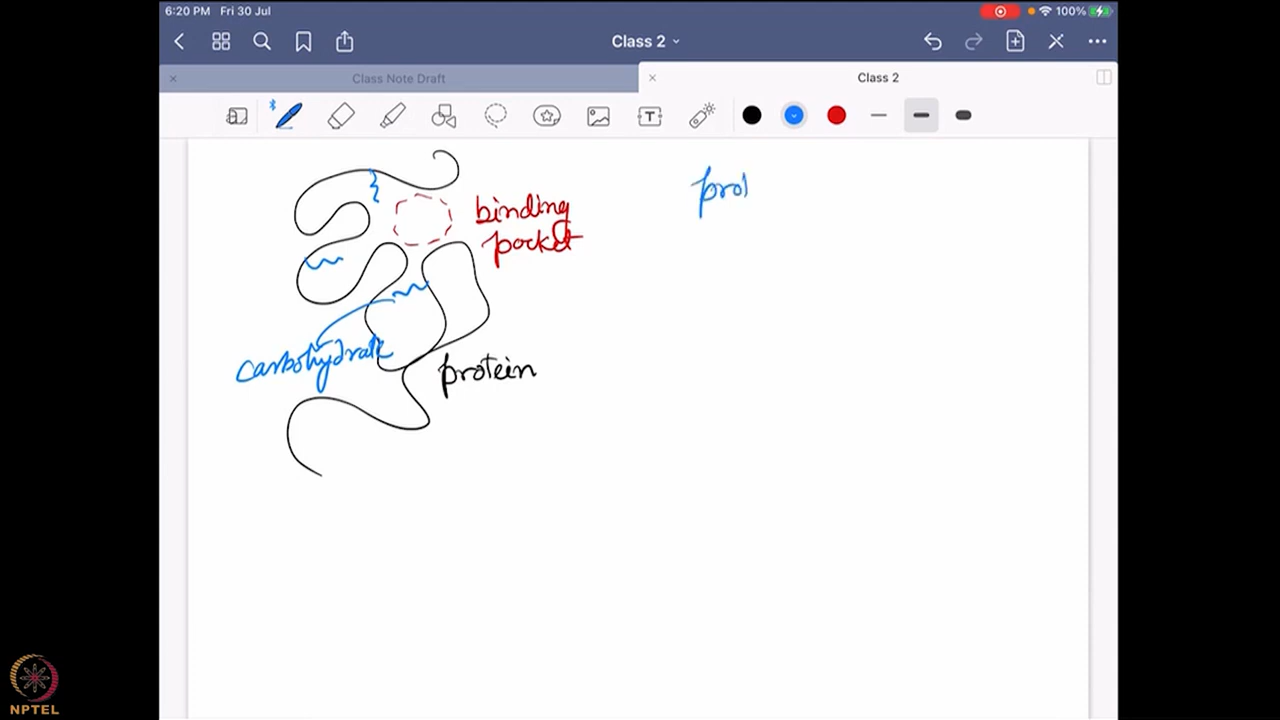 6:20 PM Fri 30 Jul
100%
Class 2
Class Note Draft
Class 2
T
binding
pocket
carbohydrate
protein
prot
NPTEL